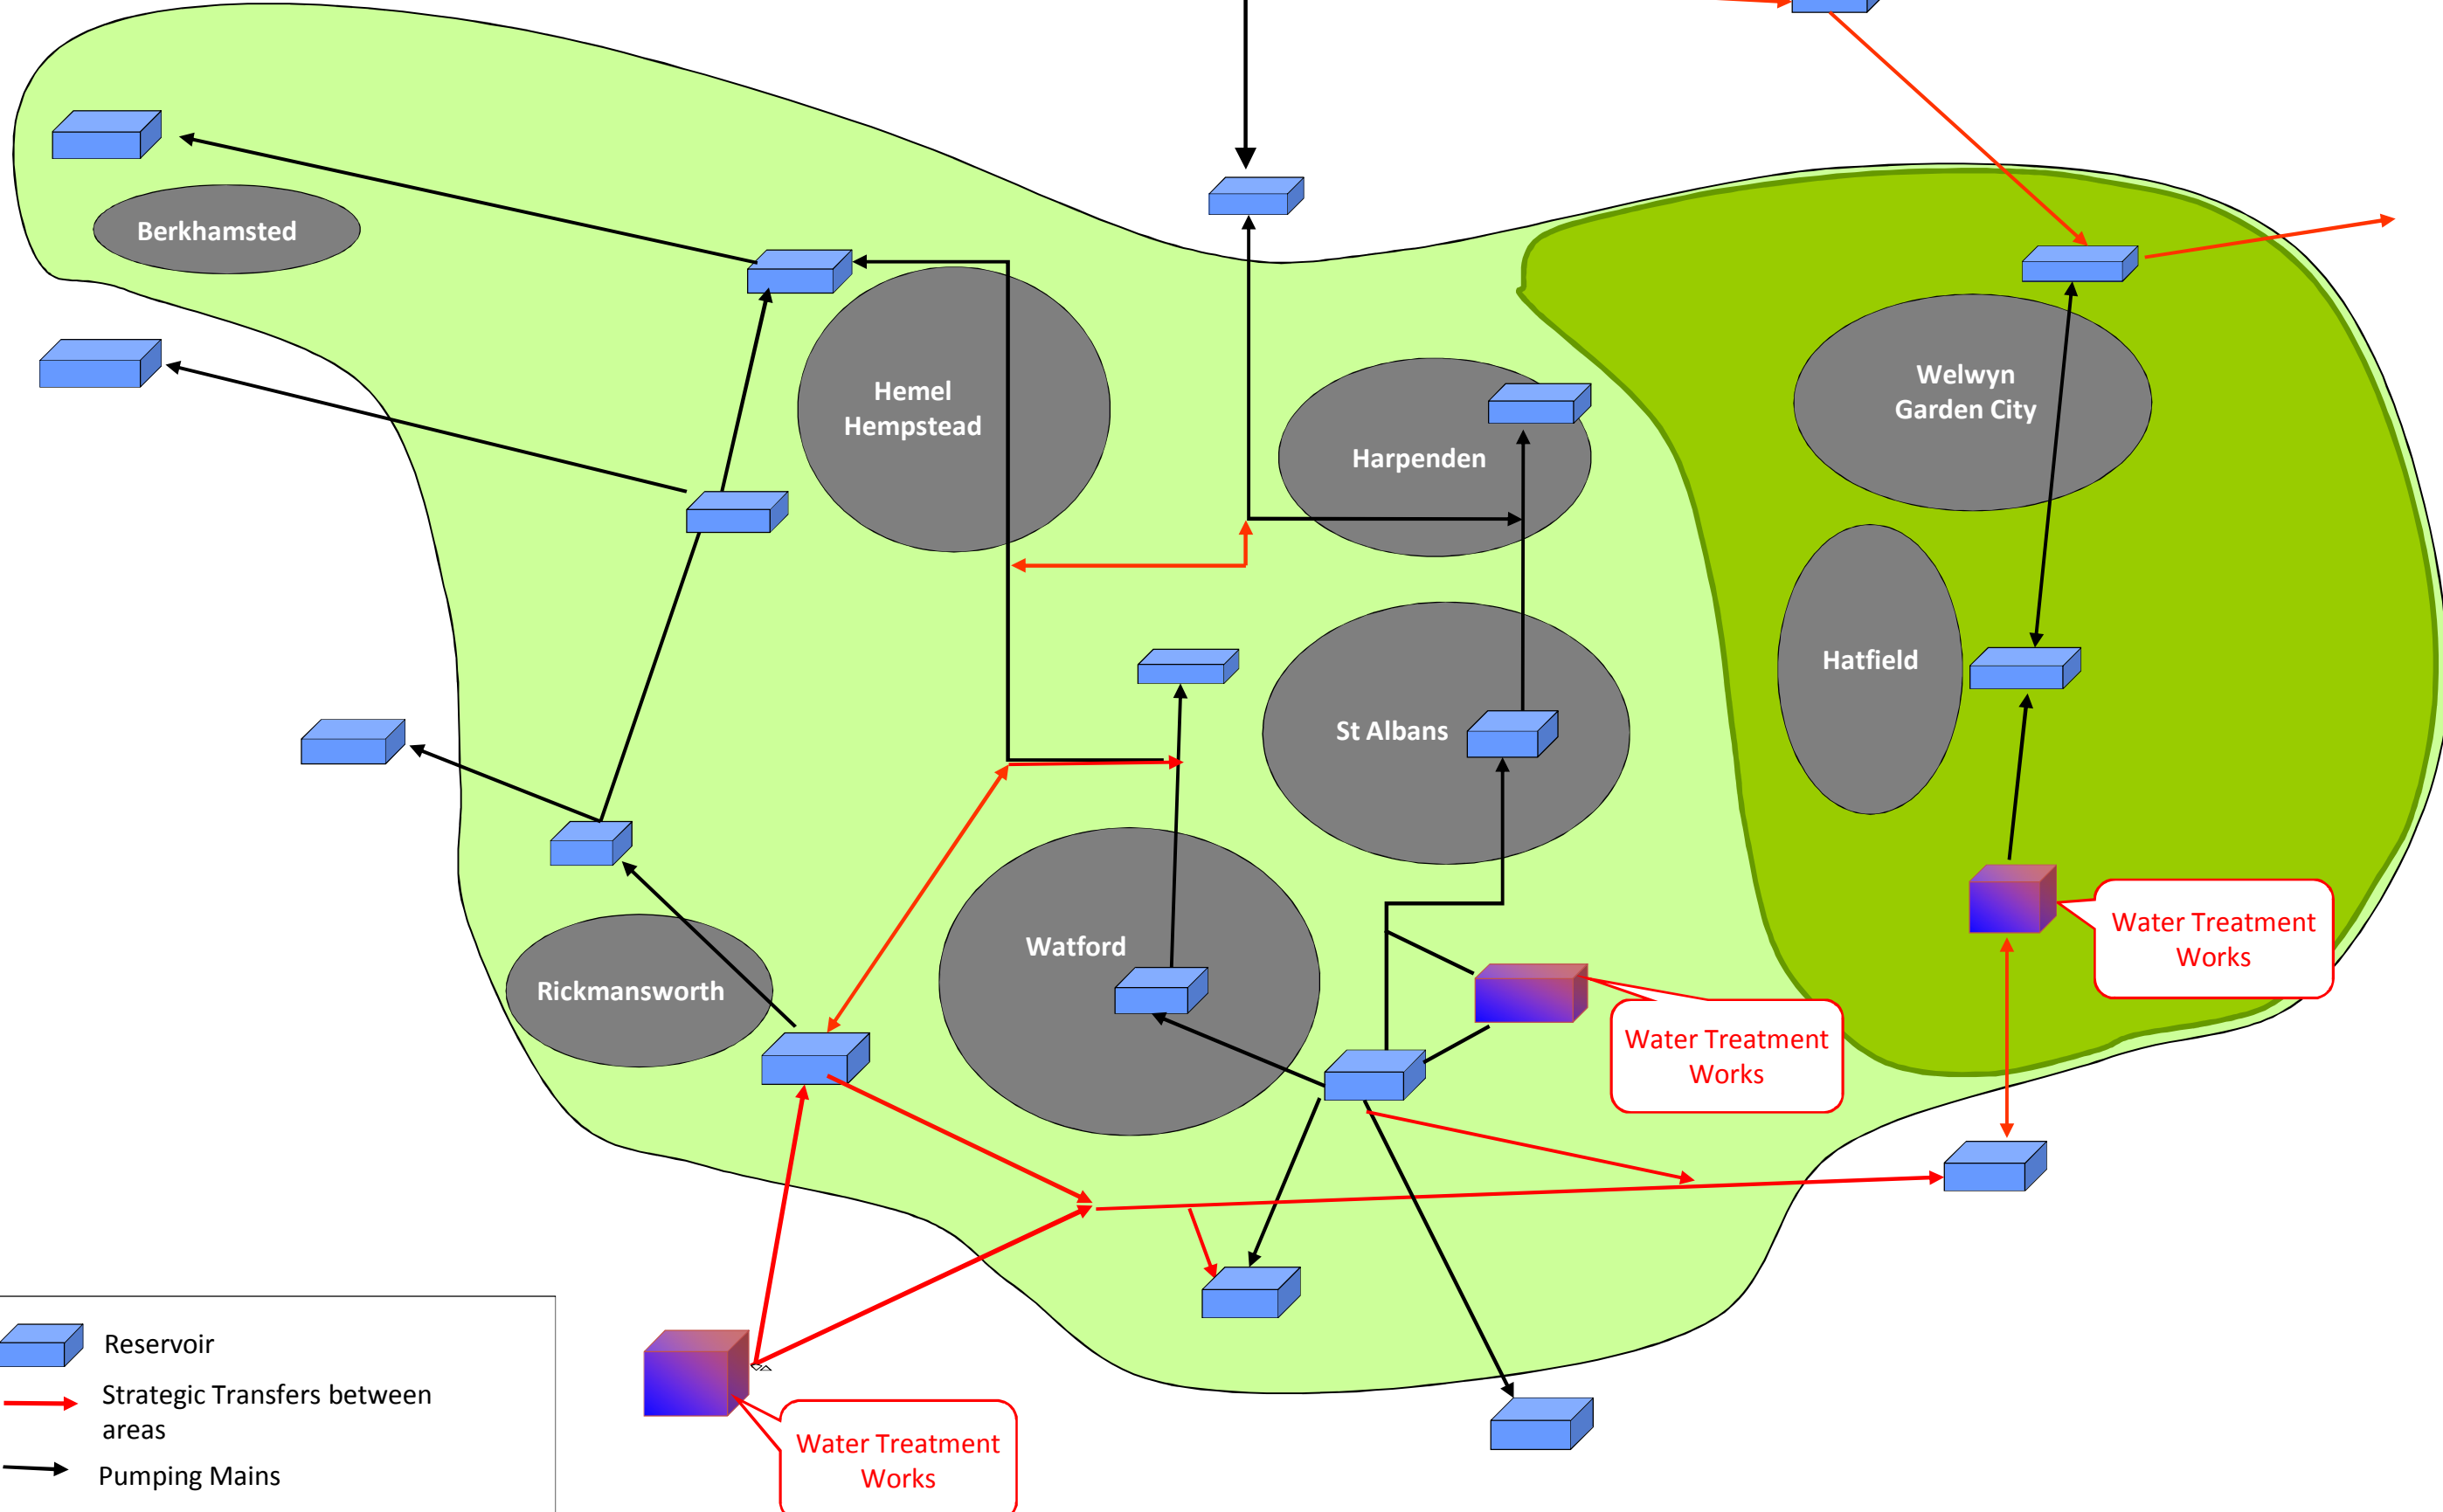 Berkhamsted
Hemel
Hempstead
Harpenden
Welwyn
Garden City
Hatfield
St Albans
Watford
Rickmansworth
Water Treatment
Works
Water Treatment
Works
Water Treatment
Works
Reservoir
Strategic Transfers between
areas
Pumping Mains